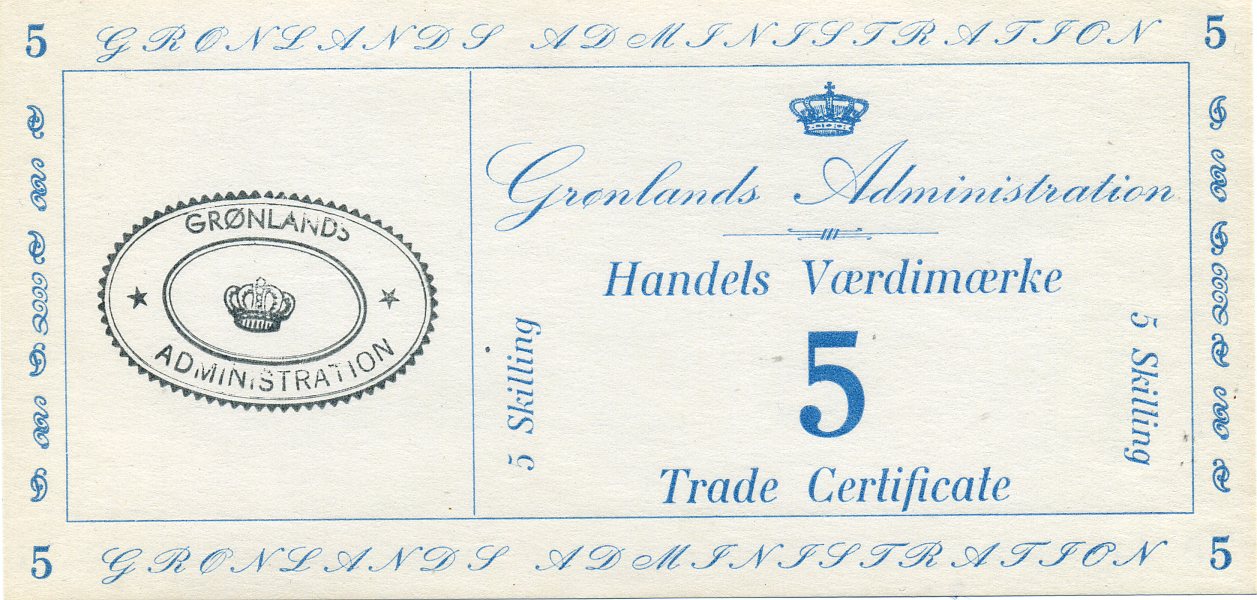 5 GRØNLANDS ADMINISTRATION 5
GRØNLANDS
ADMINISTRATION
Grønlands Administration
Handels Værdimærke
5 Skilling
5
5 Skilling
Trade Certificate
5 GRØNLANDS ADMINISTRATION 5